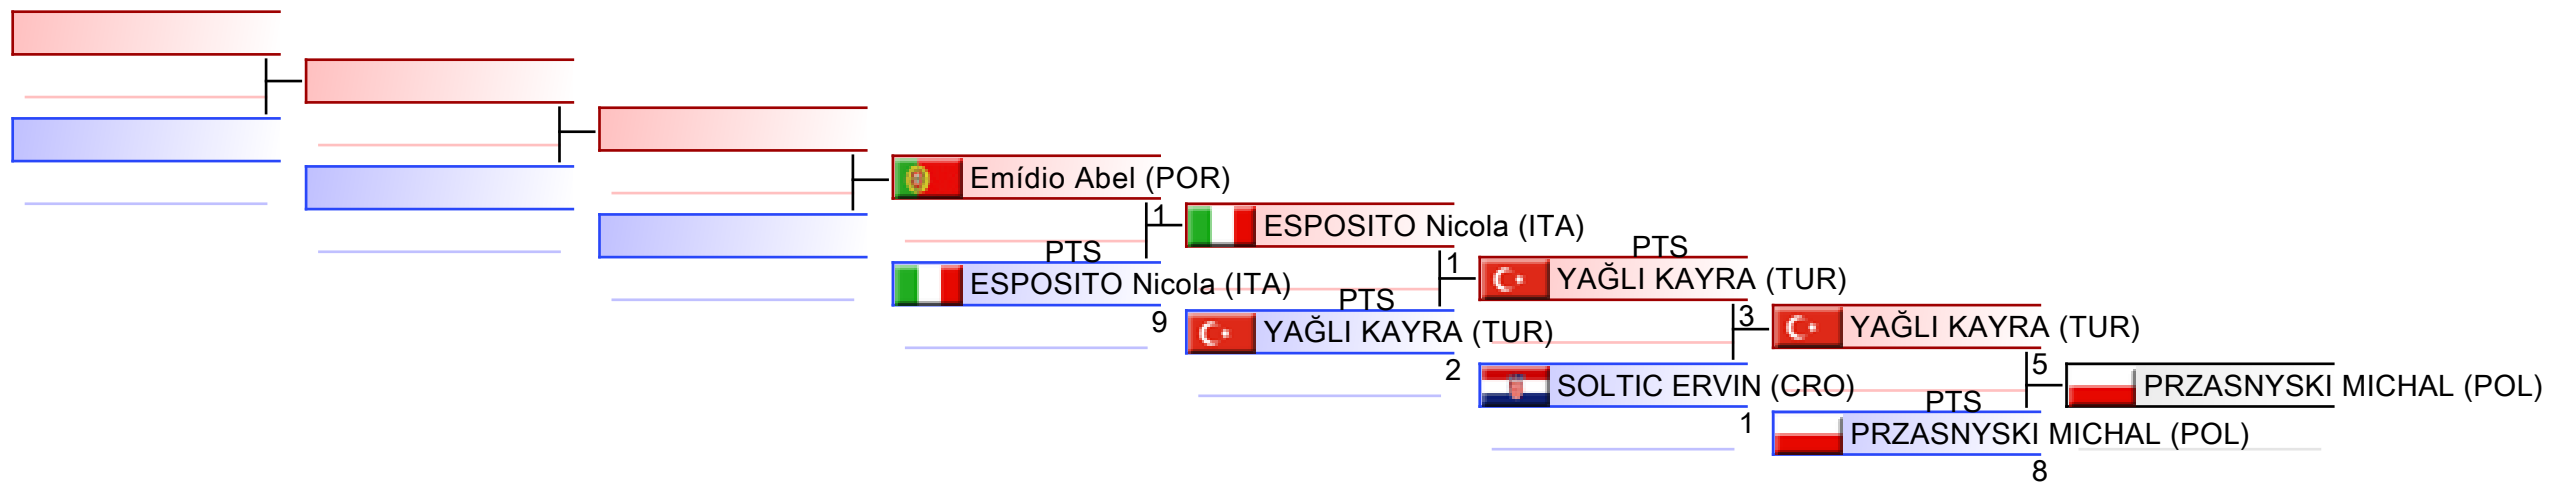 Emídio Abel (POR)
1
PTS
ESPOSITO Nicola (ITA)
9
ESPOSITO Nicola (ITA)
1
PTS
YAĞLI KAYRA (TUR)
2
PTS
YAĞLI KAYRA (TUR)
3
SOLTIC ERVIN (CRO)
1
YAĞLI KAYRA (TUR)
5
PTS
PRZASNYSKI MICHAL (POL)
8
PRZASNYSKI MICHAL (POL)